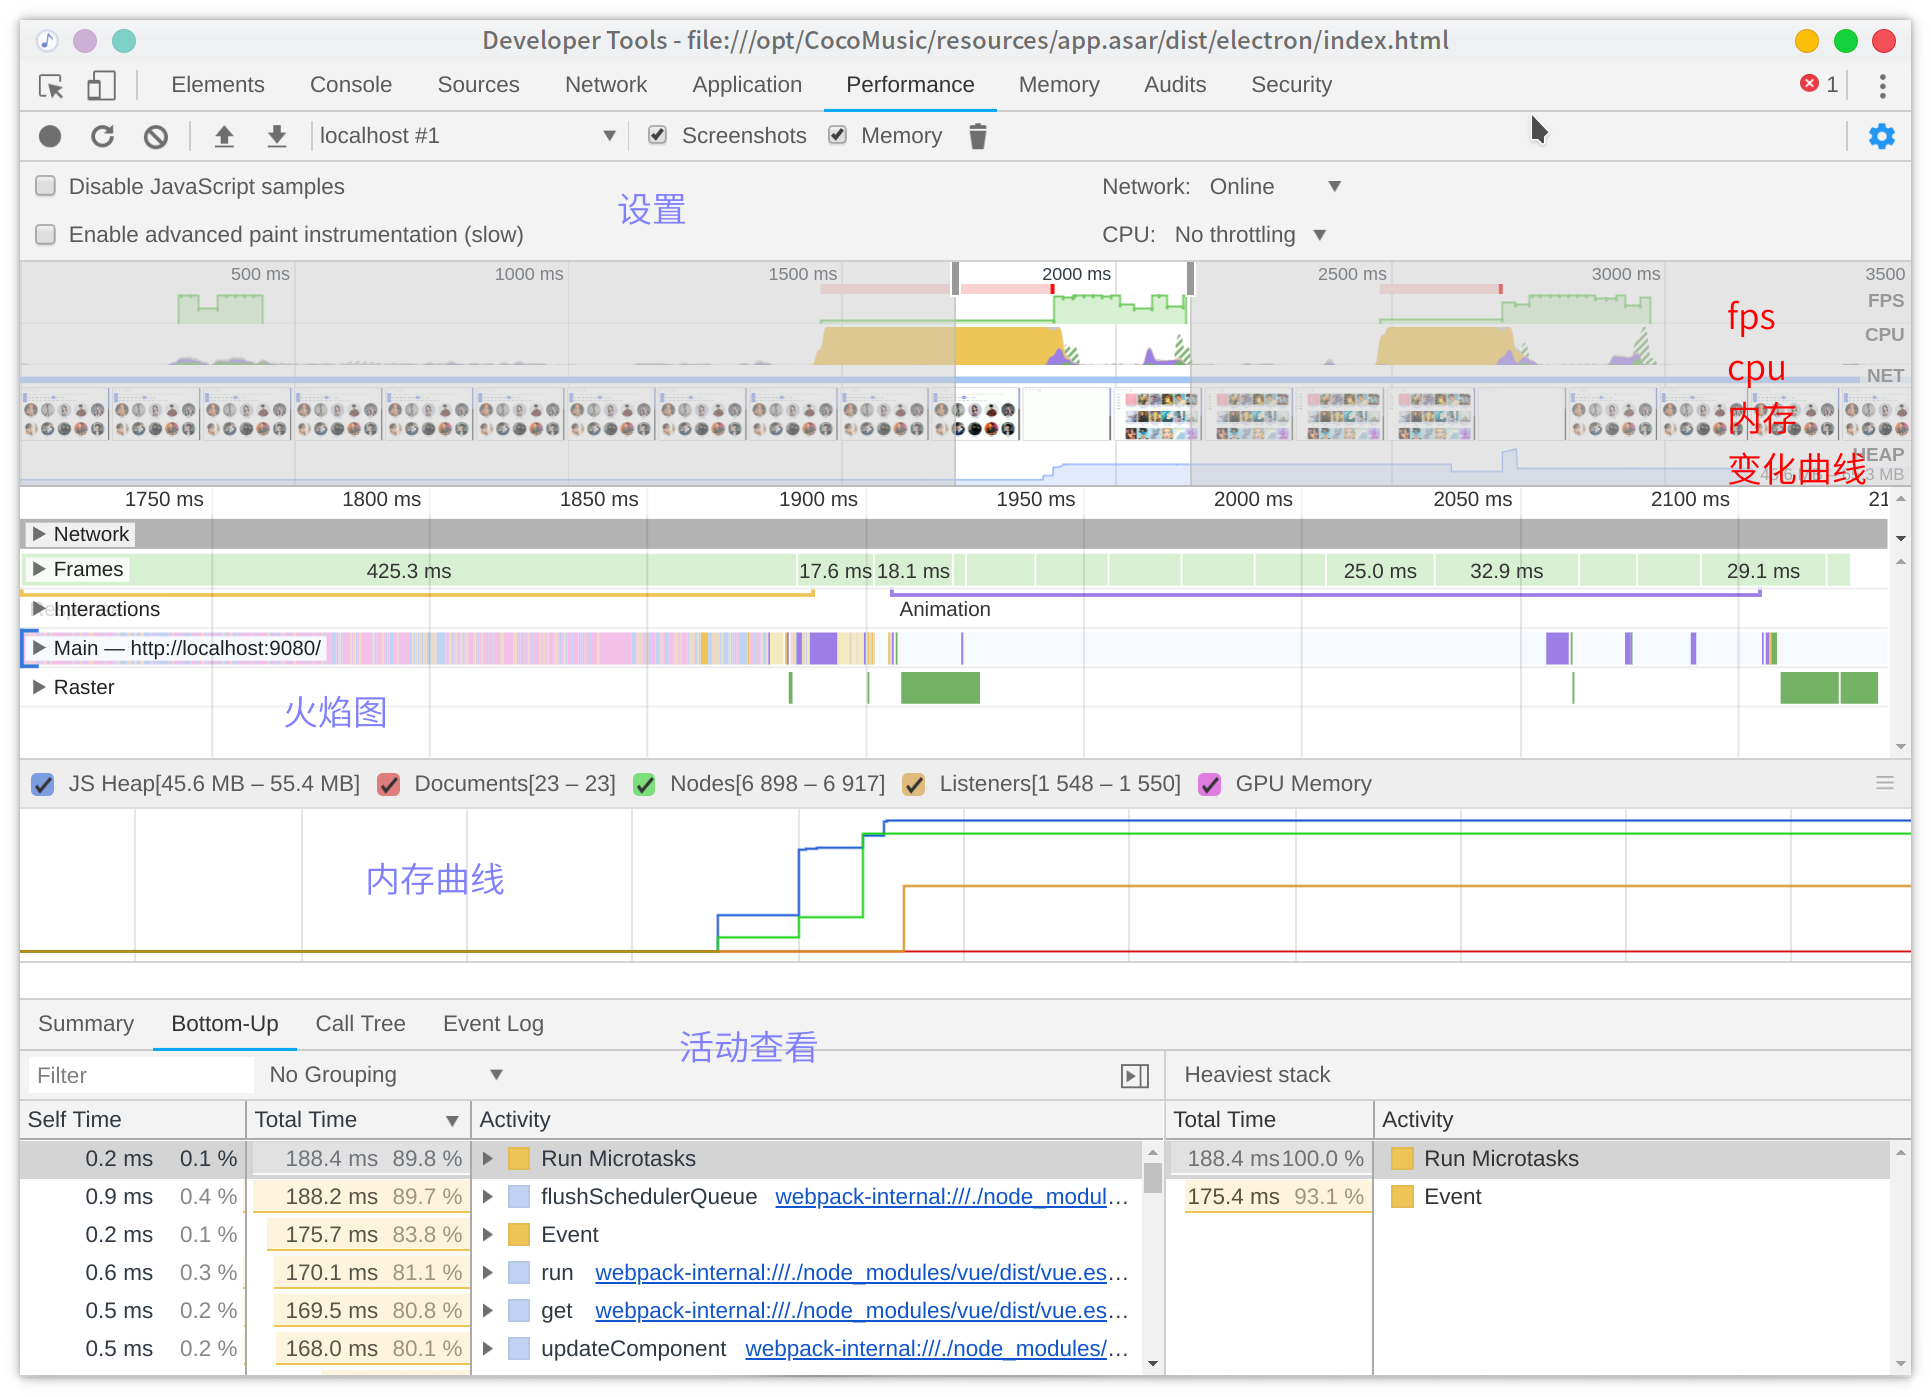 Developer Tools - file:///opt/CocoMusic/resources/app.asar/dist/electron/index.html
Elements Console Sources Network Application Performance Memory Audits Security 1
localhost #1 Screenshots Memory
Disable JavaScript samples Network: Online
设置
Enable advanced paint instrumentation (slow) CPU: No throttling
500 ms 1000 ms 1500 ms 2000 ms 2500 ms 3000 ms 3500
FPS
fps
CPU
cpu
NET
内存
HEAP
变化曲线
3 MB
1750 ms 1800 ms 1850 ms 1900 ms 1950 ms 2000 ms 2050 ms 2100 ms 21
Network
Frames 425.3 ms 17.6 ms 18.1 ms 25.0 ms 32.9 ms 29.1 ms
Interactions Animation
Main — http://localhost:9080/
Raster
火焰图
JS Heap[45.6 MB – 55.4 MB] Documents[23 – 23] Nodes[6 898 – 6 917] Listeners[1 548 – 1 550] GPU Memory
内存曲线
Summary Bottom-Up Call Tree Event Log
活动查看
Filter No Grouping Heaviest stack
Self Time Total Time Activity Total Time Activity
0.2 ms 0.1 % 188.4 ms 89.8 % Run Microtasks 188.4 ms 100.0 % Run Microtasks
0.9 ms 0.4 % 188.2 ms 89.7 % flushSchedulerQueue webpack-internal:///./node_modul… 175.4 ms 93.1 % Event
0.2 ms 0.1 % 175.7 ms 83.8 % Event
0.6 ms 0.3 % 170.1 ms 81.1 % run webpack-internal:///./node_modules/vue/dist/vue.es…
0.5 ms 0.2 % 169.5 ms 80.8 % get webpack-internal:///./node_modules/vue/dist/vue.es…
0.5 ms 0.2 % 168.0 ms 80.1 % updateComponent webpack-internal:///./node_modules/…